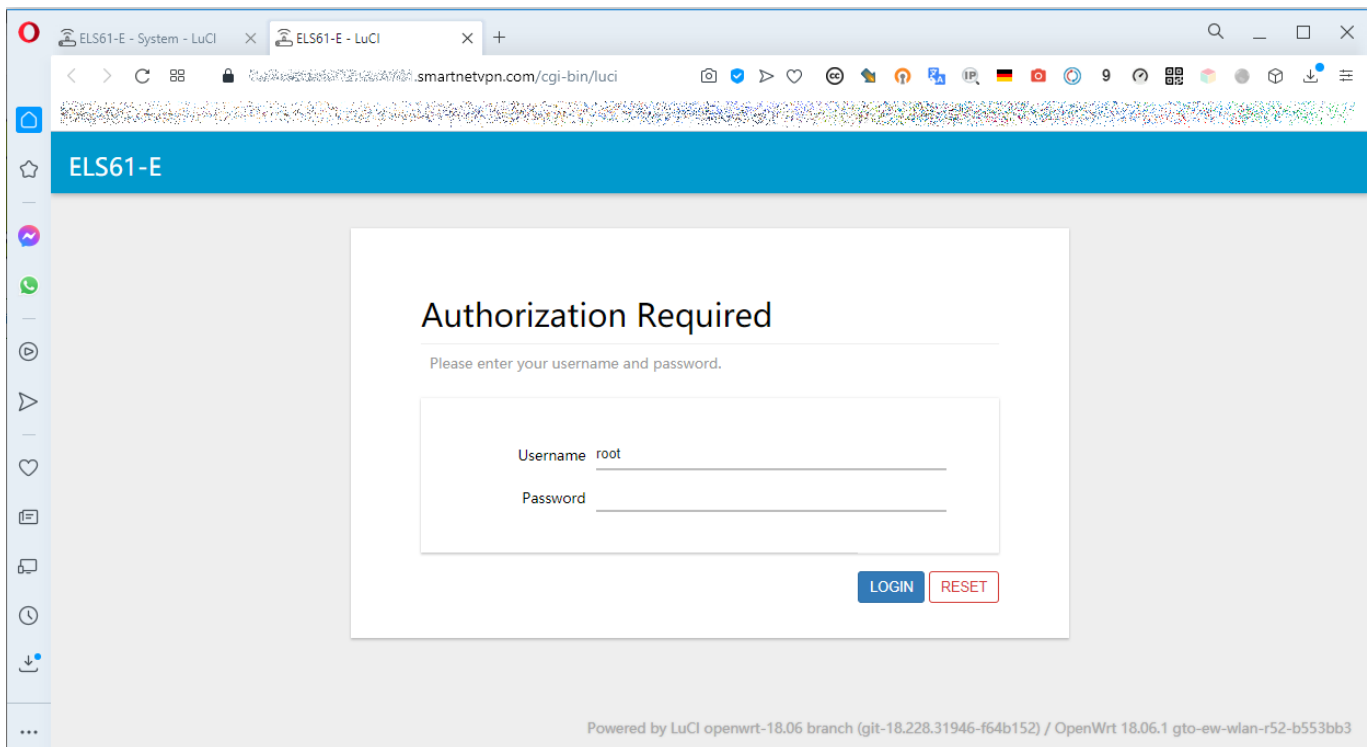 ELS61-E - System - LuCI
ELS61-E - LuCI
.smartnetvpn.com/cgi-bin/luci
9
ELS61-E
Authorization Required
Please enter your username and password.
Username root
Password
LOGIN RESET
Powered by LuCI openwrt-18.06 branch (git-18.228.31946-f64b152) / OpenWrt 18.06.1 gto-ew-wlan-r52-b553bb3